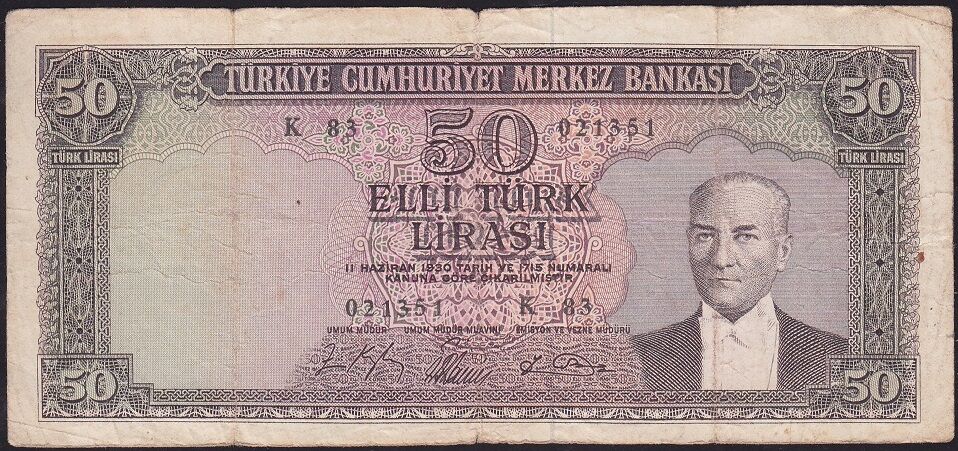 50 TÜRKİYE CUMHURİYET MERKEZ BANKASI 50
K 83 50 021351
TÜRK LİRASI TÜRK LİRASI
ELLİ TÜRK
LİRASI
11 HAZİRAN 1930 TARİH VE 1715 NUMARALI
KANUNA GÖRE ÇIKARILMIŞTIR
021351 K 83
UMUM MÜDÜR UMUM MÜDÜR MUAVİNİ EMİSYON VE VEZNE MÜDÜRÜ
50 50